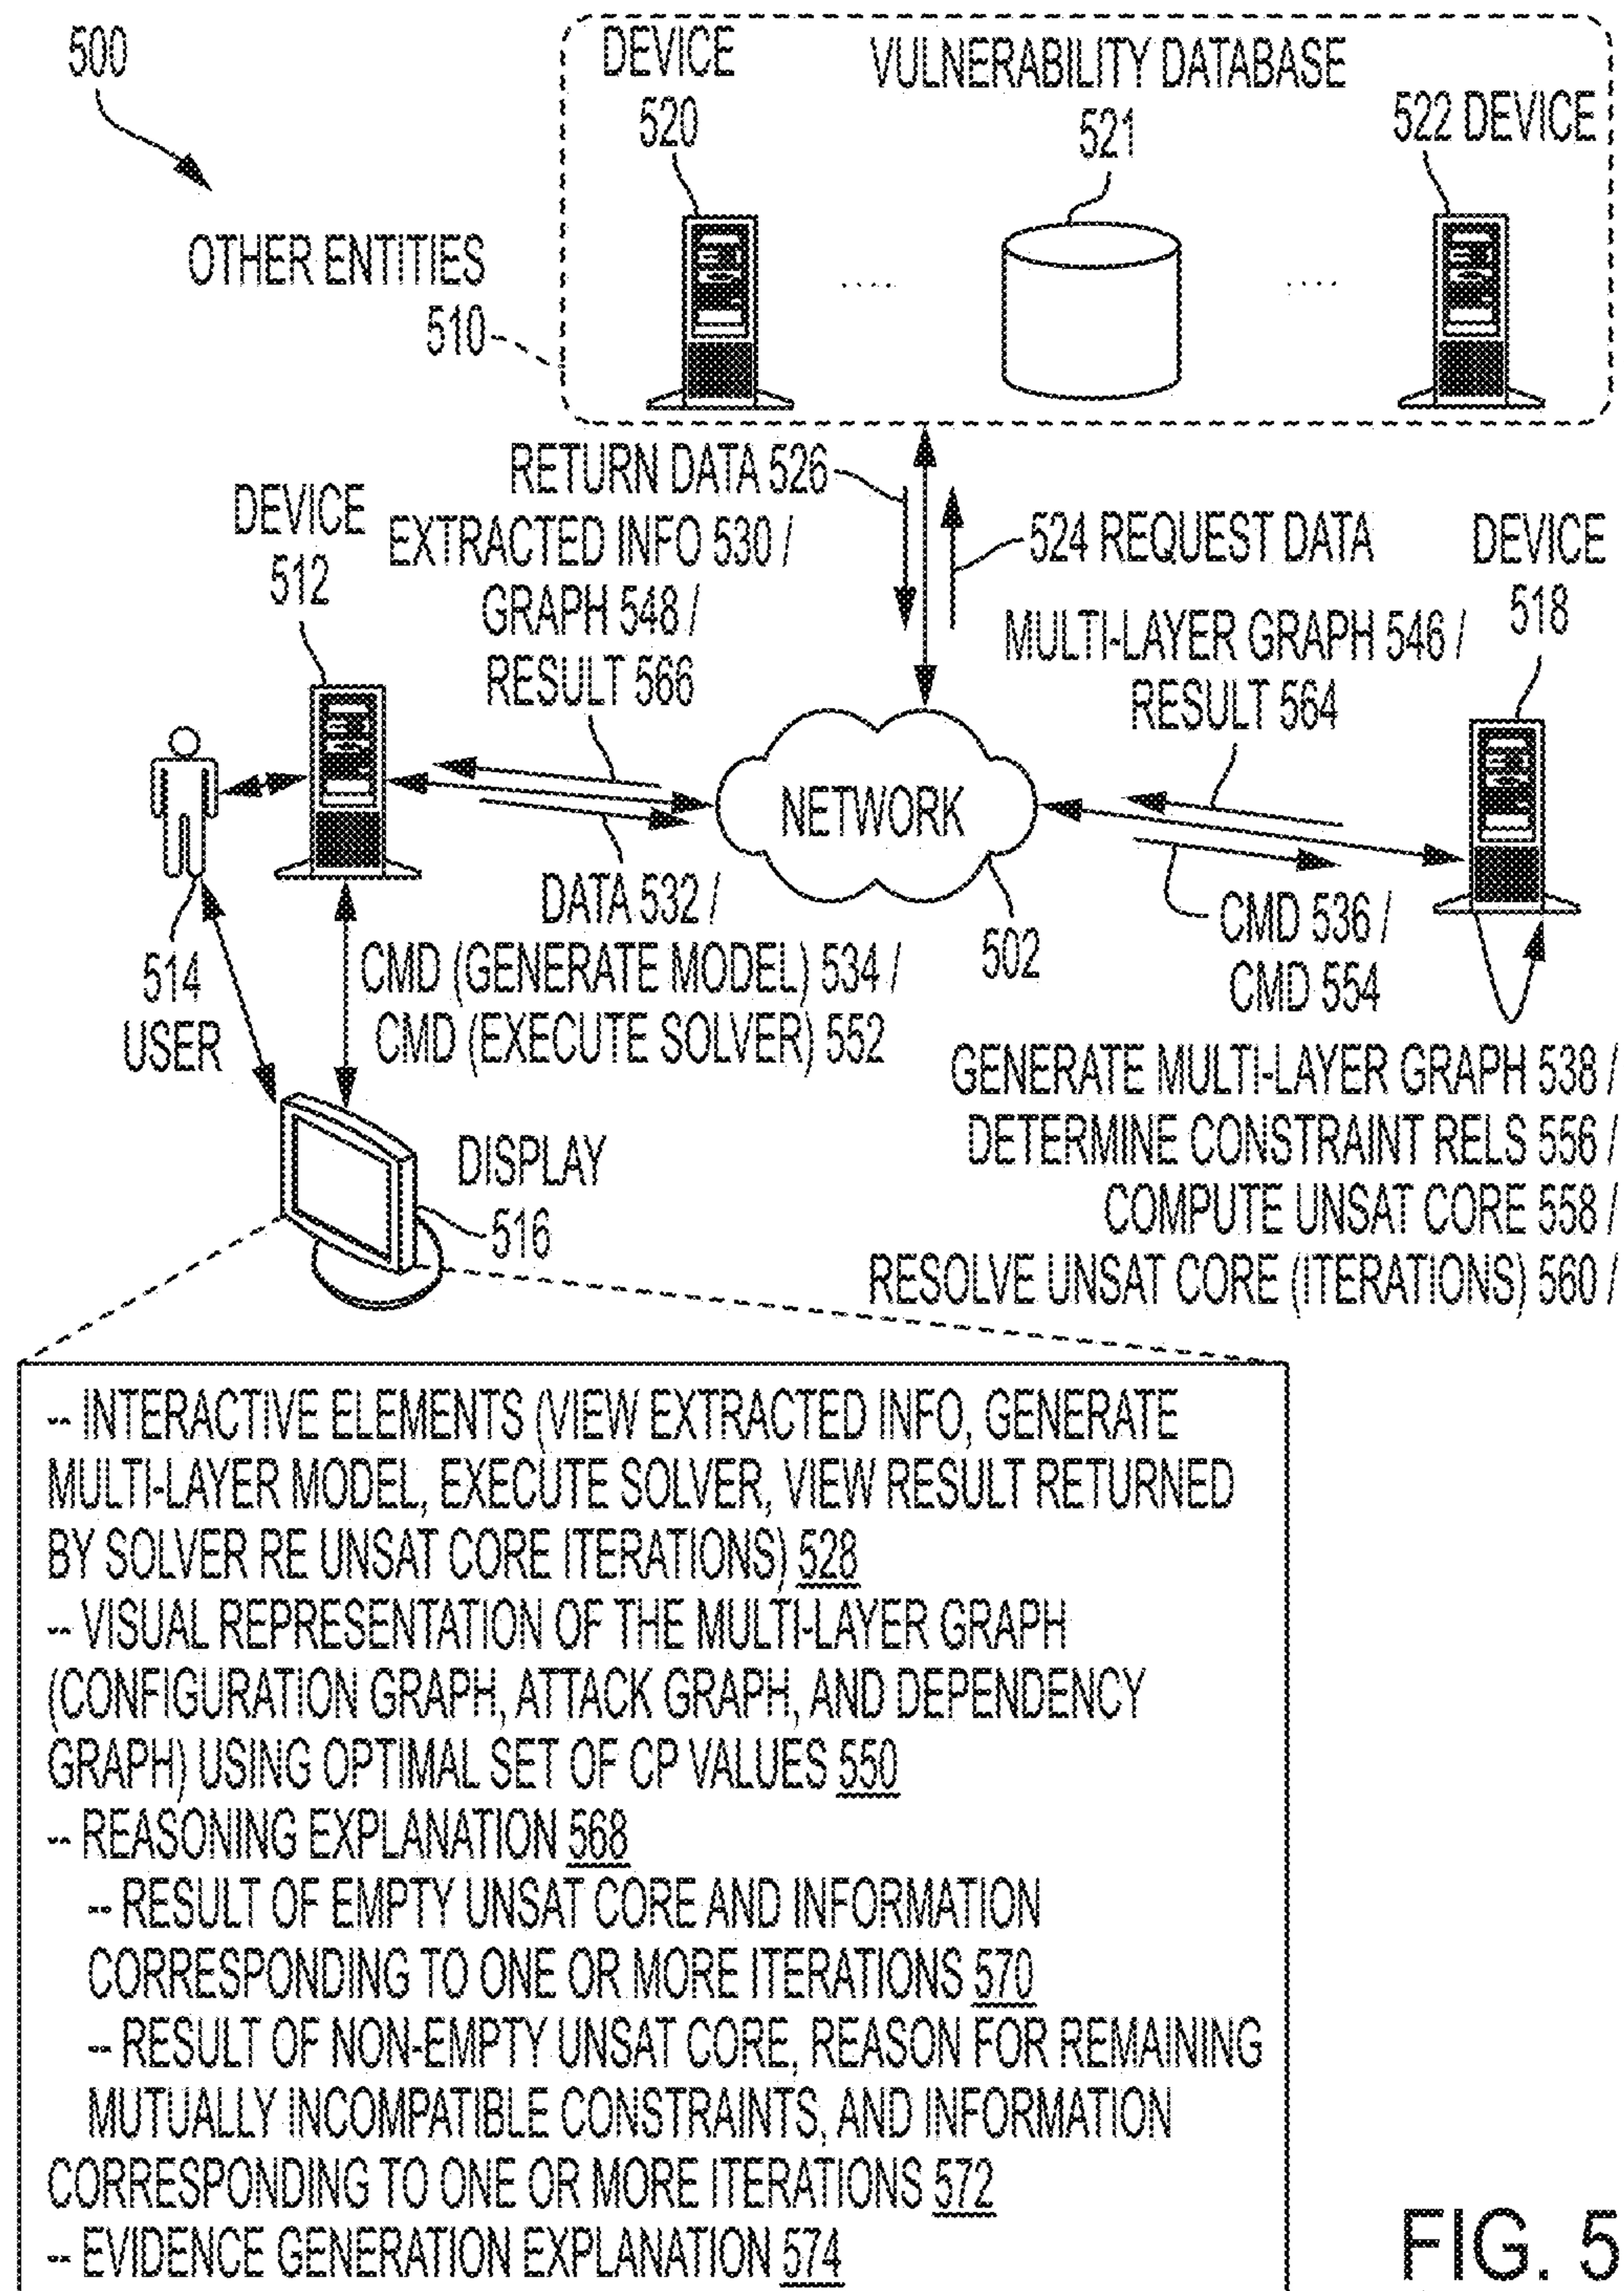 500
DEVICE
520
VULNERABILITY DATABASE
521
522 DEVICE
OTHER ENTITIES
510
RETURN DATA 526
524 REQUEST DATA
DEVICE
512
EXTRACTED INFO 530 /
GRAPH 548 /
RESULT 566
MULTI-LAYER GRAPH 546 /
RESULT 564
DEVICE
518
NETWORK
502
514
USER
DATA 532 /
CMD (GENERATE MODEL) 534 /
CMD (EXECUTE SOLVER) 552
CMD 536 /
CMD 554
GENERATE MULTI-LAYER GRAPH 538 /
DETERMINE CONSTRAINT RELS 556 /
COMPUTE UNSAT CORE 558 /
RESOLVE UNSAT CORE (ITERATIONS) 560 /
DISPLAY
516
-- INTERACTIVE ELEMENTS (VIEW EXTRACTED INFO, GENERATE
MULTI-LAYER MODEL, EXECUTE SOLVER, VIEW RESULT RETURNED
BY SOLVER RE UNSAT CORE ITERATIONS) 528
-- VISUAL REPRESENTATION OF THE MULTI-LAYER GRAPH
(CONFIGURATION GRAPH, ATTACK GRAPH, AND DEPENDENCY
GRAPH) USING OPTIMAL SET OF CP VALUES 550
-- REASONING EXPLANATION 568
-- RESULT OF EMPTY UNSAT CORE AND INFORMATION
CORRESPONDING TO ONE OR MORE ITERATIONS 570
-- RESULT OF NON-EMPTY UNSAT CORE, REASON FOR REMAINING
MUTUALLY INCOMPATIBLE CONSTRAINTS, AND INFORMATION
CORRESPONDING TO ONE OR MORE ITERATIONS 572
-- EVIDENCE GENERATION EXPLANATION 574
FIG. 5